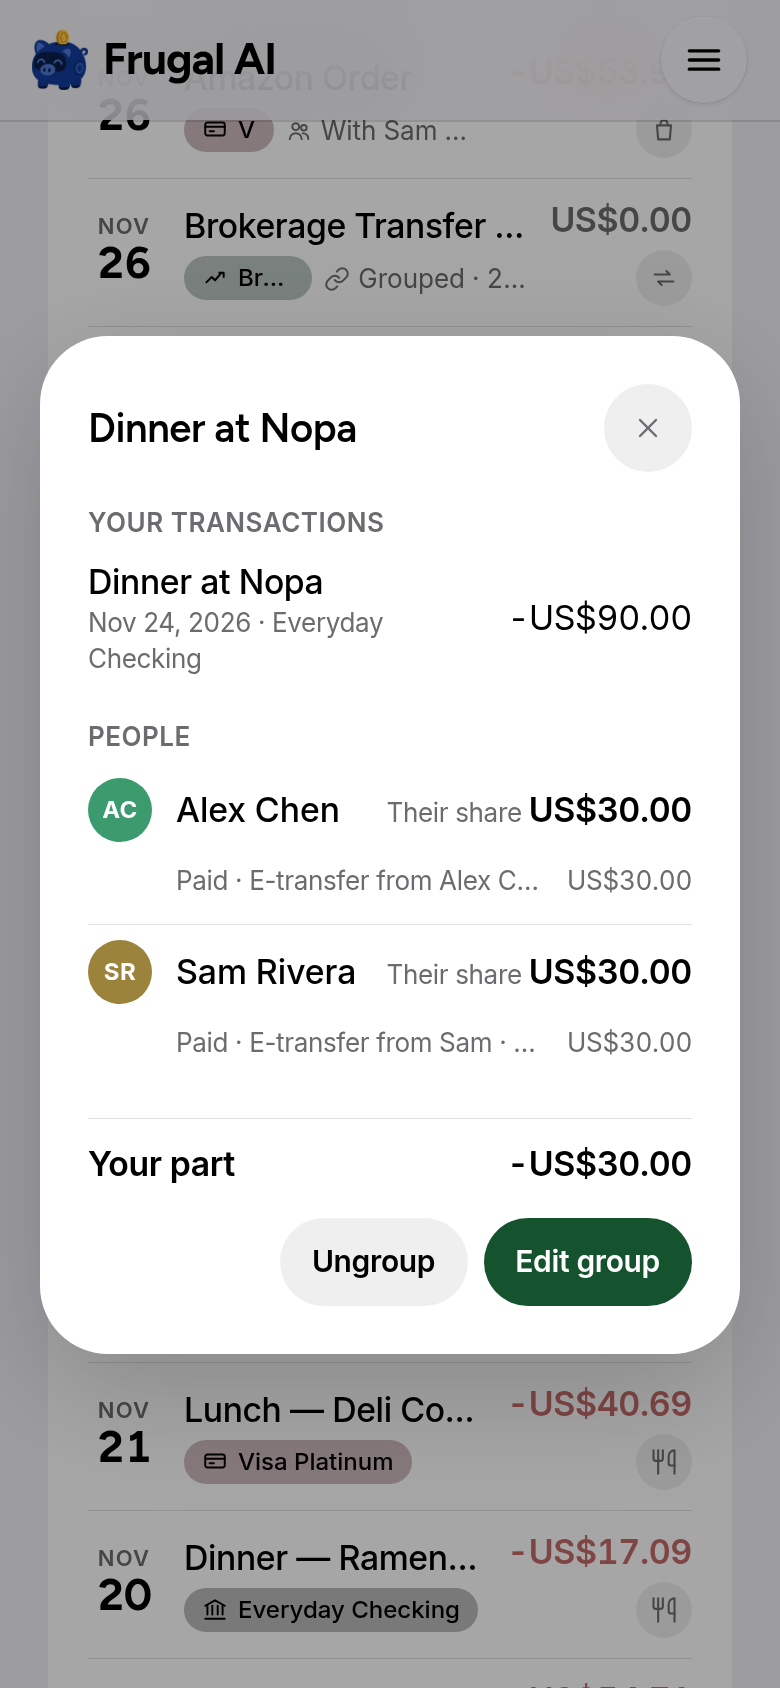 Frugal AI
NOV
Amazon Order
-US$53.9
26
V
With Sam ...
NOV
26
Brokerage Transfer ...
US$0.00
Br...
Grouped · 2...
Dinner at Nopa
YOUR TRANSACTIONS
Dinner at Nopa
Nov 24, 2026 · Everyday
Checking
-US$90.00
PEOPLE
AC
Alex Chen
Their share US$30.00
Paid · E-transfer from Alex C...
US$30.00
SR
Sam Rivera
Their share US$30.00
Paid · E-transfer from Sam · ...
US$30.00
Your part
-US$30.00
Ungroup
Edit group
NOV
21
Lunch — Deli Co...
-US$40.69
Visa Platinum
NOV
20
Dinner — Ramen...
-US$17.09
Everyday Checking